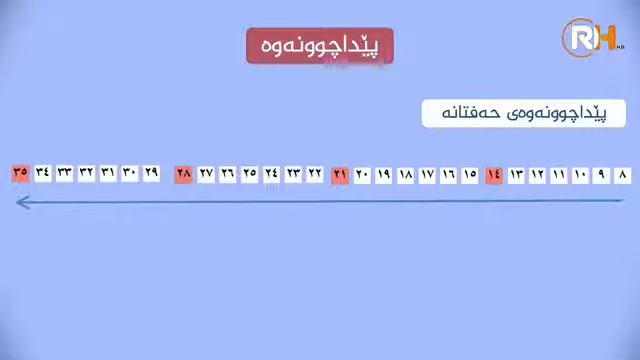 پێداچوونەوە
RH H.D.
پێداچوونەوەی حەفتانە
٨ ٩ ١٠ ١١ ١٢ ١٣ ١٤ ١٥ ١٦ ١٧ ١٨ ١٩ ٢٠ ٢١ ٢٢ ٢٣ ٢٤ ٢٥ ٢٦ ٢٧ ٢٨ ٢٩ ٣٠ ٣١ ٣٢ ٣٣ ٣٤ ٣٥